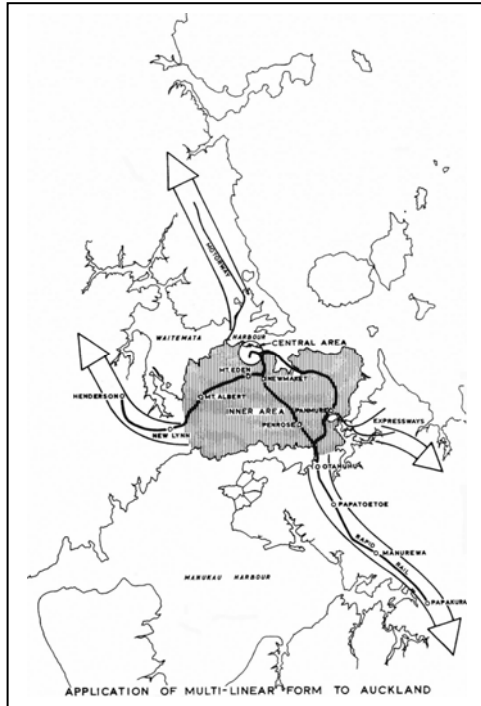 MOTORWAY
WAITEMATA HARBOUR
CENTRAL AREA
MT. EDEN
NEWMARKET
HENDERSON
MT. ALBERT
INNER AREA
PANMURE
PENROSE
EXPRESSWAYS
NEW LYNN
OTAHUHU
PAPATOETOE
RAPID RAIL
MANUREWA
MANUKAU HARBOUR
PAPAKURA
APPLICATION OF MULTI-LINEAR FORM TO AUCKLAND